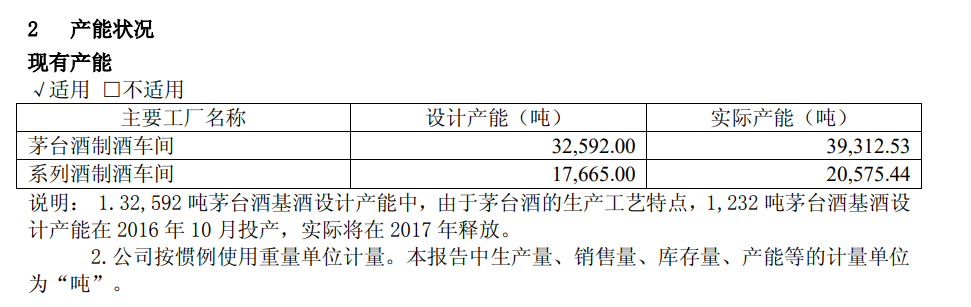 2 产能状况
现有产能
√适用 □不适用
主要工厂名称 设计产能（吨） 实际产能（吨）
茅台酒制酒车间 32,592.00 39,312.53
系列酒制酒车间 17,665.00 20,575.44
说明： 1.32,592 吨茅台酒基酒设计产能中，由于茅台酒的生产工艺特点，1,232 吨茅台酒基酒设
计产能在 2016 年 10 月投产，实际将在 2017 年释放。
2.公司按惯例使用重量单位计量。本报告中生产量、销售量、库存量、产能等的计量单位
为“吨”。